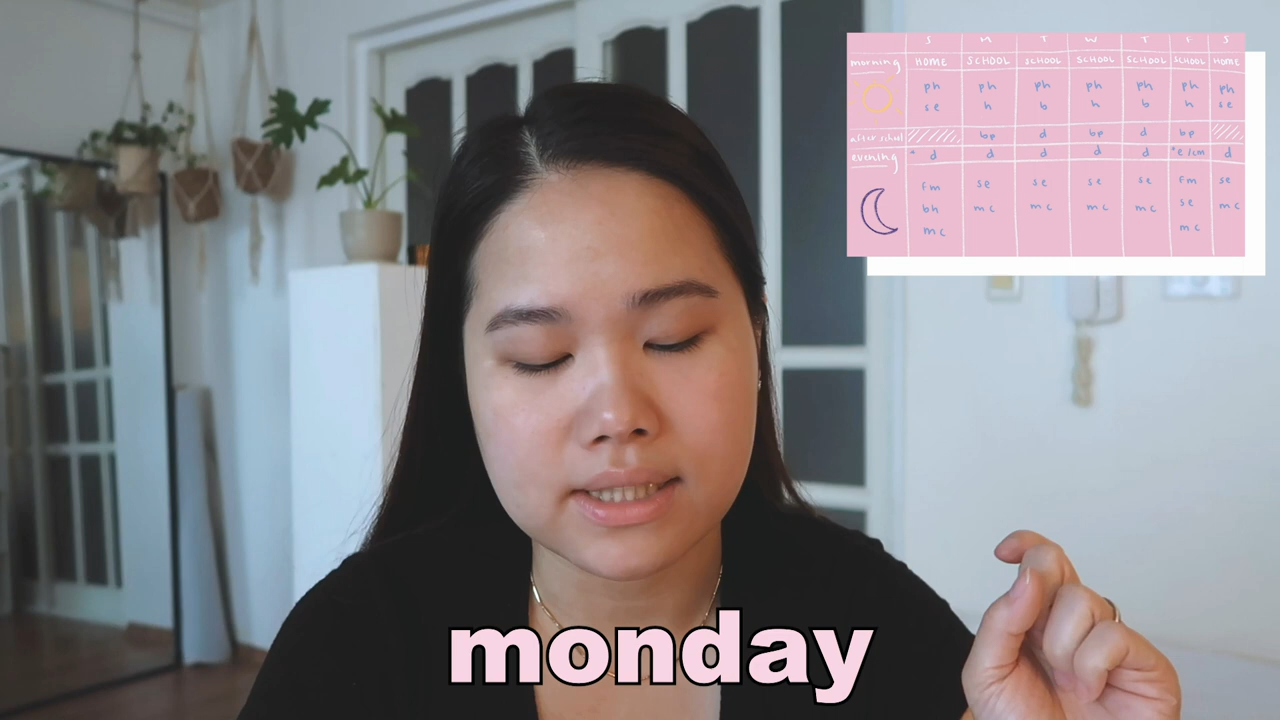 S M T W T F S
morning HOME SCHOOL SCHOOL SCHOOL SCHOOL SCHOOL HOME
ph ph ph ph ph ph ph
se h b h b h se
after school bp d bp d bp
evening * d d d d d *e/cm d
fm se se se se fm se
bh mc mc mc mc se mc
mc mc
monday